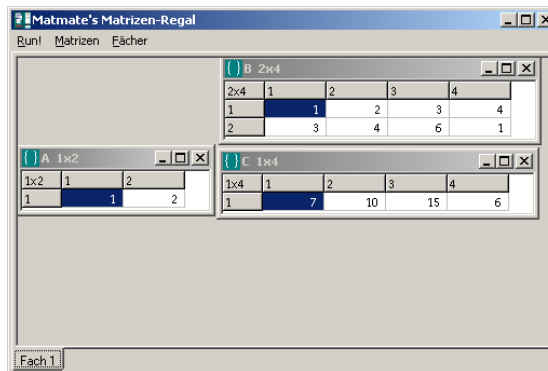 Matmate's Matrizen-Regal
Run! Matrizen Fächer
{} B 2x4
2x4 1 2 3 4
1 1 2 3 4
2 3 4 6 1
{} A 1x2
1x2 1 2
1 1 2
{} C 1x4
1x4 1 2 3 4
1 7 10 15 6
Fach 1